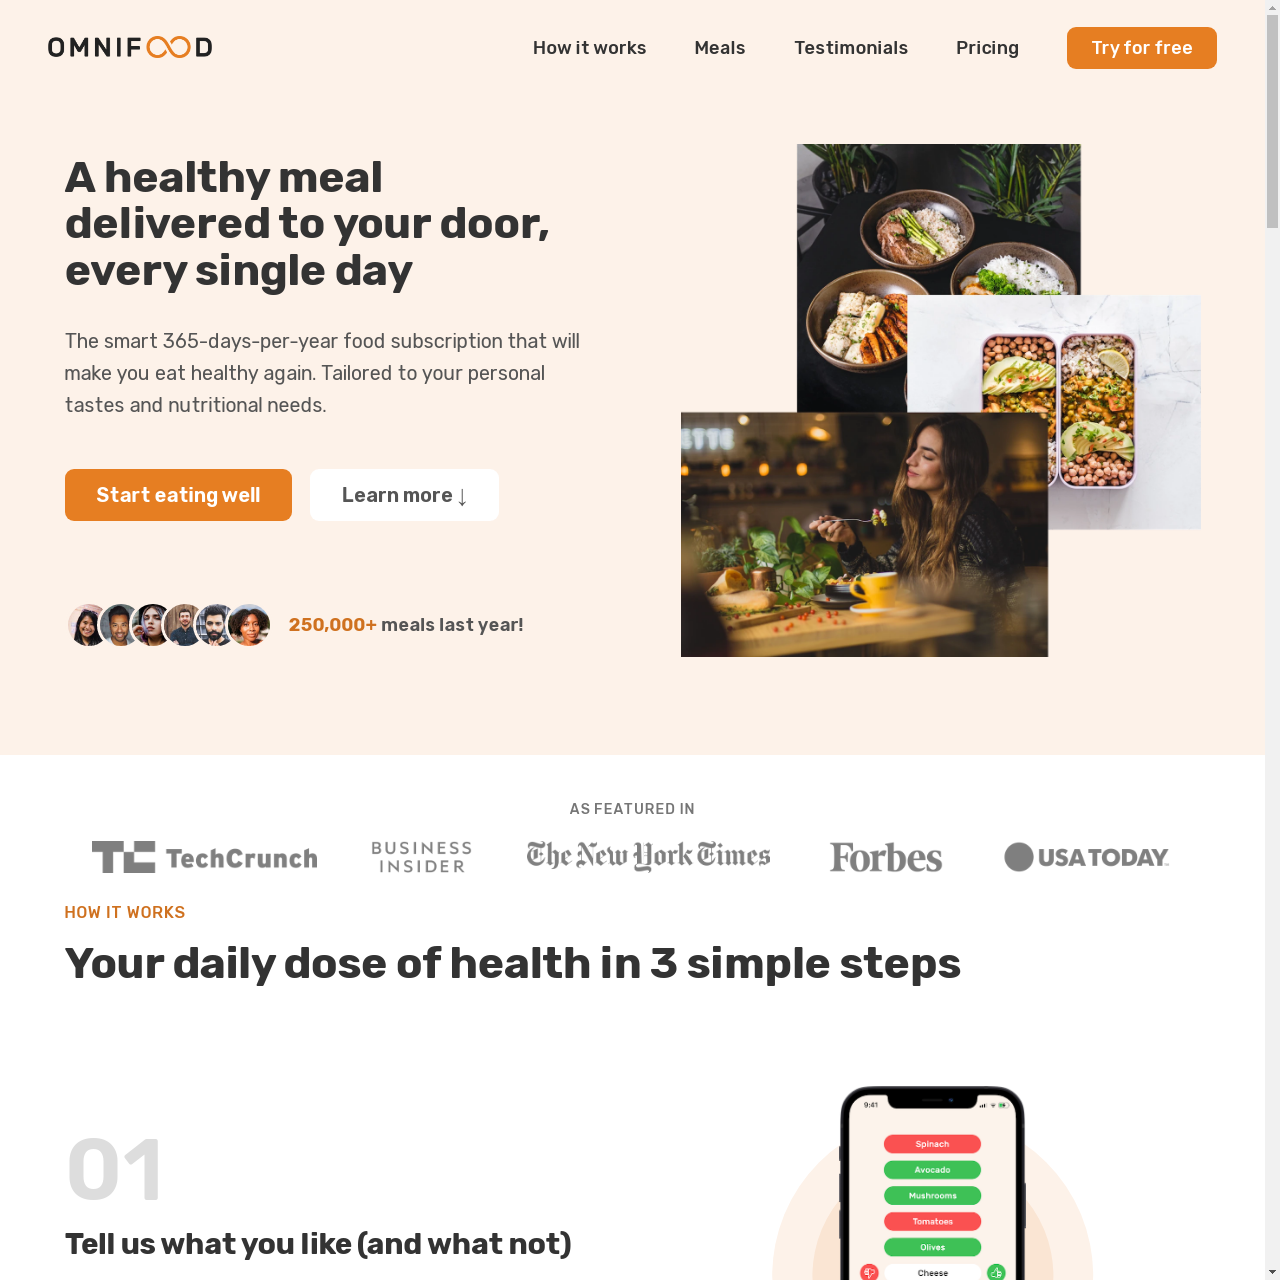 OMNIFOOD
How it works
Meals
Testimonials
Pricing
Try for free
A healthy meal
delivered to your door,
every single day
The smart 365-days-per-year food subscription that will
make you eat healthy again. Tailored to your personal
tastes and nutritional needs.
Start eating well
Learn more ↓
250,000+ meals last year!
AS FEATURED IN
TechCrunch
BUSINESS
INSIDER
The New York Times
Forbes
USA TODAY
HOW IT WORKS
Your daily dose of health in 3 simple steps
01
Tell us what you like (and what not)
9:41
Spinach
Avocado
Mushrooms
Tomatoes
Olives
Cheese